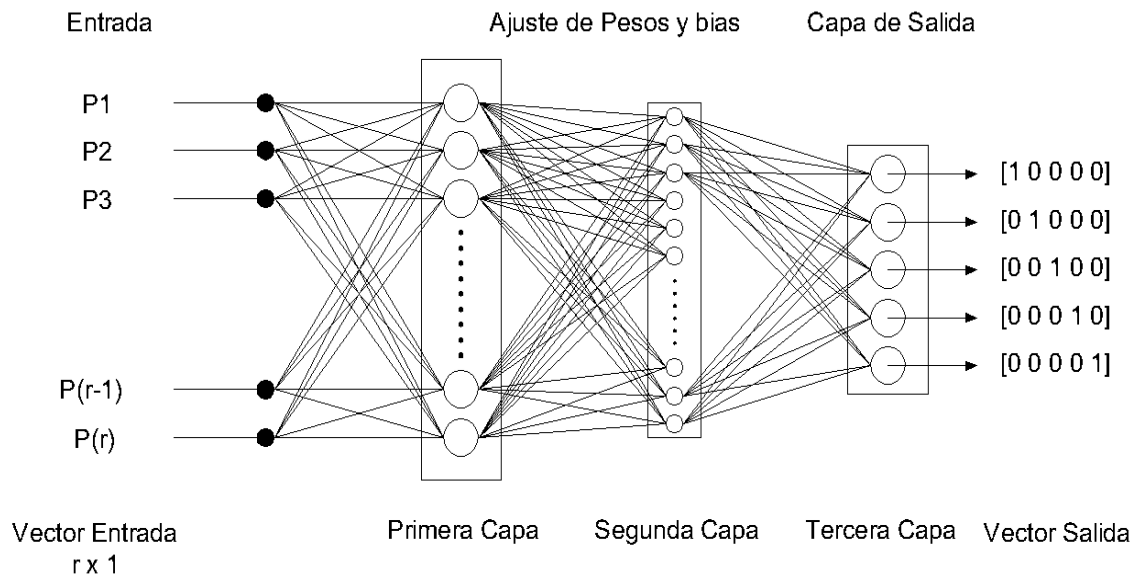 Entrada
Ajuste de Pesos y bias
Capa de Salida
P1
P2
P3
P(r-1)
P(r)
[1 0 0 0 0]
[0 1 0 0 0]
[0 0 1 0 0]
[0 0 0 1 0]
[0 0 0 0 1]
Vector Entrada
r x 1
Primera Capa
Segunda Capa
Tercera Capa
Vector Salida